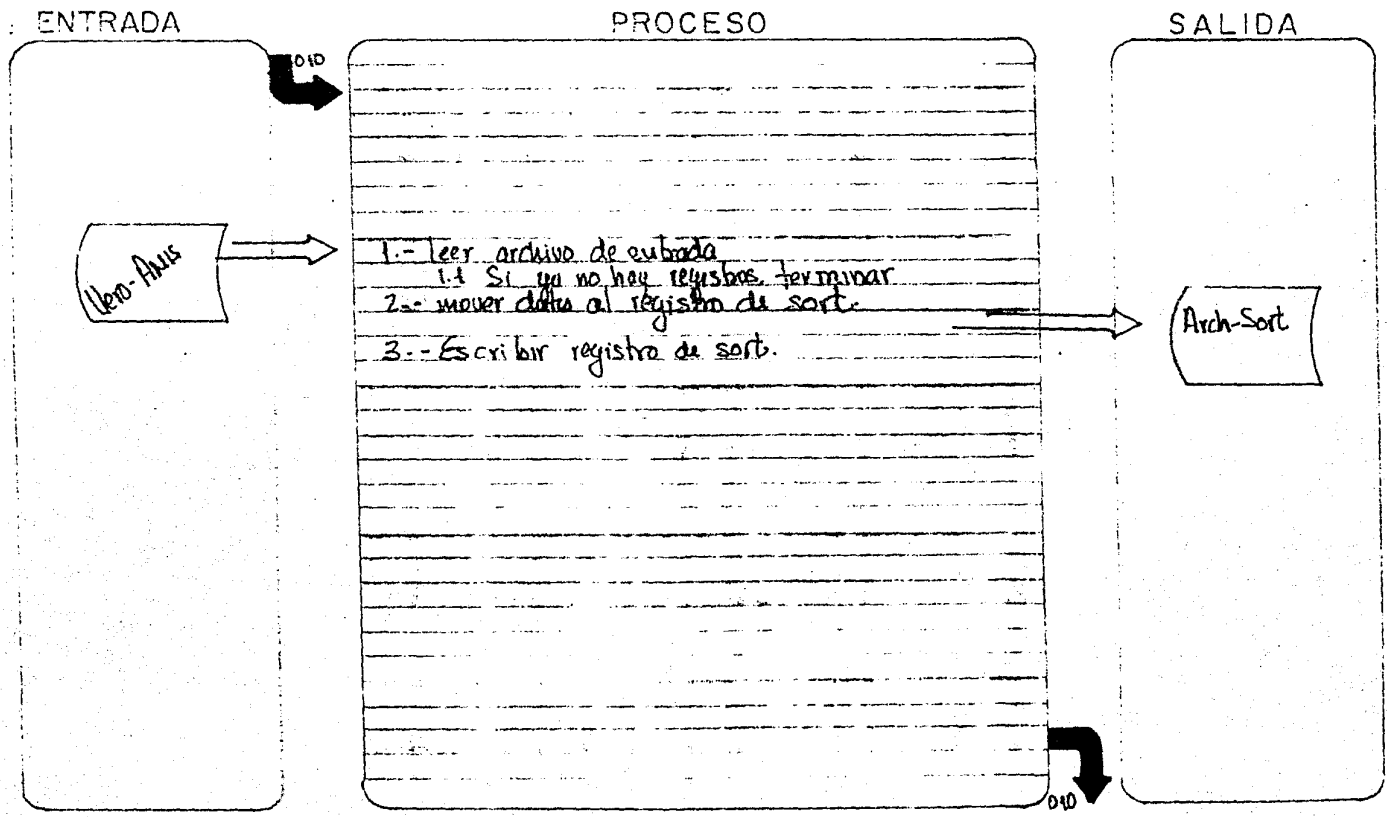 ENTRADA
PROCESO
SALIDA
010
1.- leer archivo de entrada
1.1 Si ya no hay registros, terminar
2.- mover datos al registro de sort.
3.- Escribir registro de sort.
Arch-Sort
010